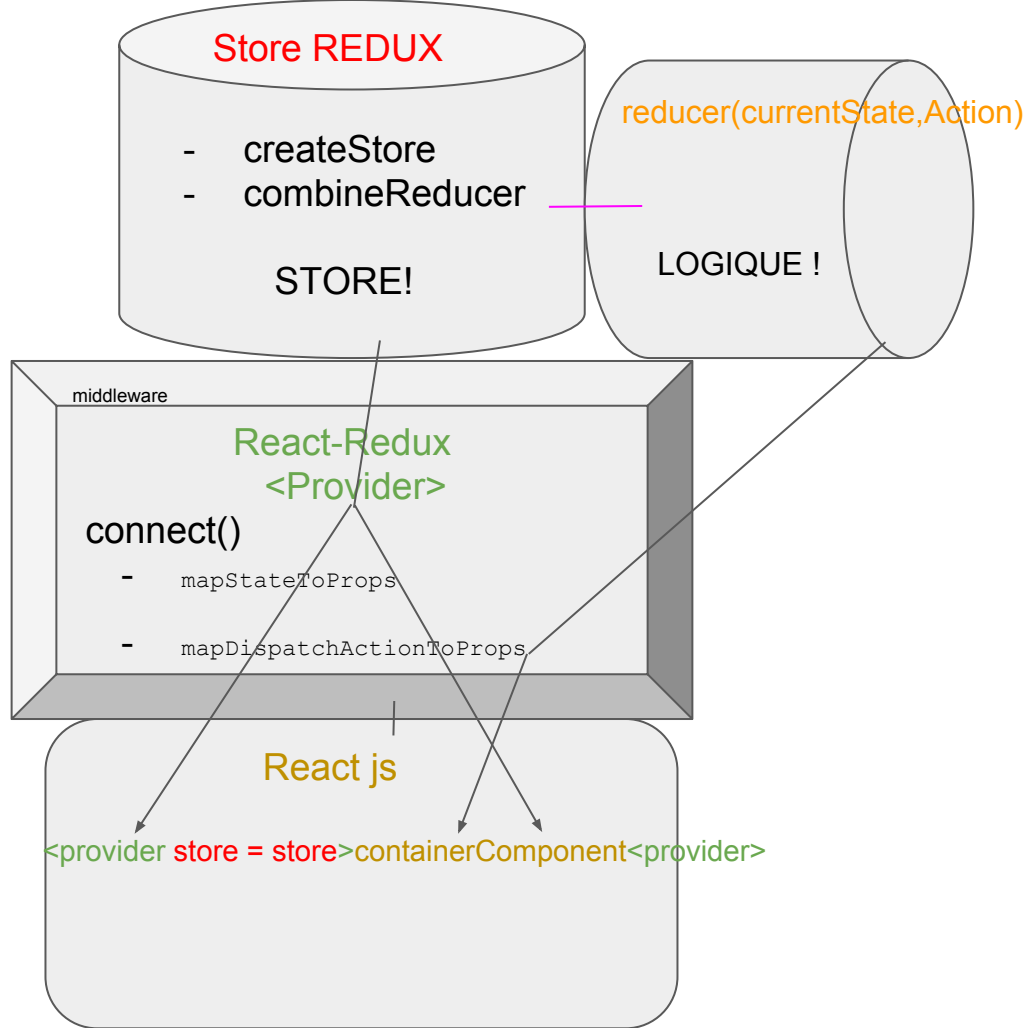 Store REDUX
- createStore
- combineReducer
STORE!
reducer(currentState,Action)
LOGIQUE !
middleware
React-Redux
<Provider>
connect()
- mapStateToProps
- mapDispatchActionToProps
React js
<provider store = store>containerComponent<provider>